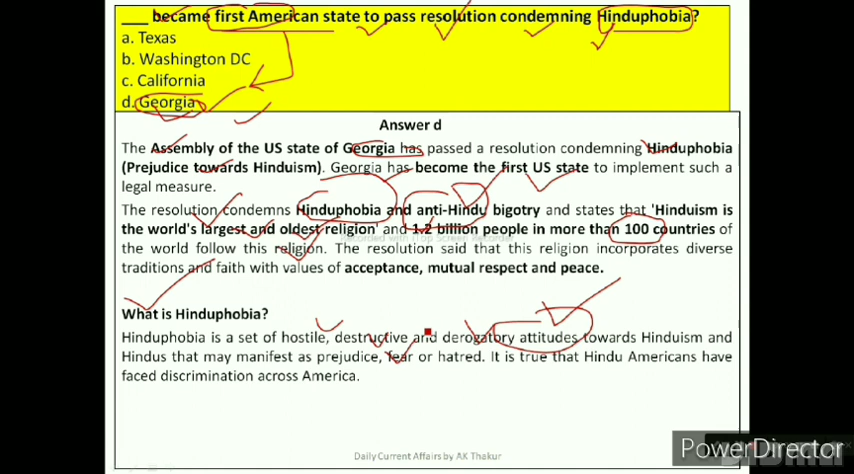 ___ became first American state to pass resolution condemning Hinduphobia?
a. Texas
b. Washington DC
c. California
d. Georgia
Answer d
The Assembly of the US state of Georgia has passed a resolution condemning Hinduphobia
(Prejudice towards Hinduism). Georgia has become the first US state to implement such a
legal measure.
The resolution condemns Hinduphobia and anti-Hindu bigotry and states that 'Hinduism is
the world's largest and oldest religion' and 1.2 billion people in more than 100 countries of
the world follow this religion. The resolution said that this religion incorporates diverse
traditions and faith with values of acceptance, mutual respect and peace.
What is Hinduphobia?
Hinduphobia is a set of hostile, destructive and derogatory attitudes towards Hinduism and
Hindus that may manifest as prejudice, fear or hatred. It is true that Hindu Americans have
faced discrimination across America.
Daily Current Affairs by AK Thakur
PowerDirector